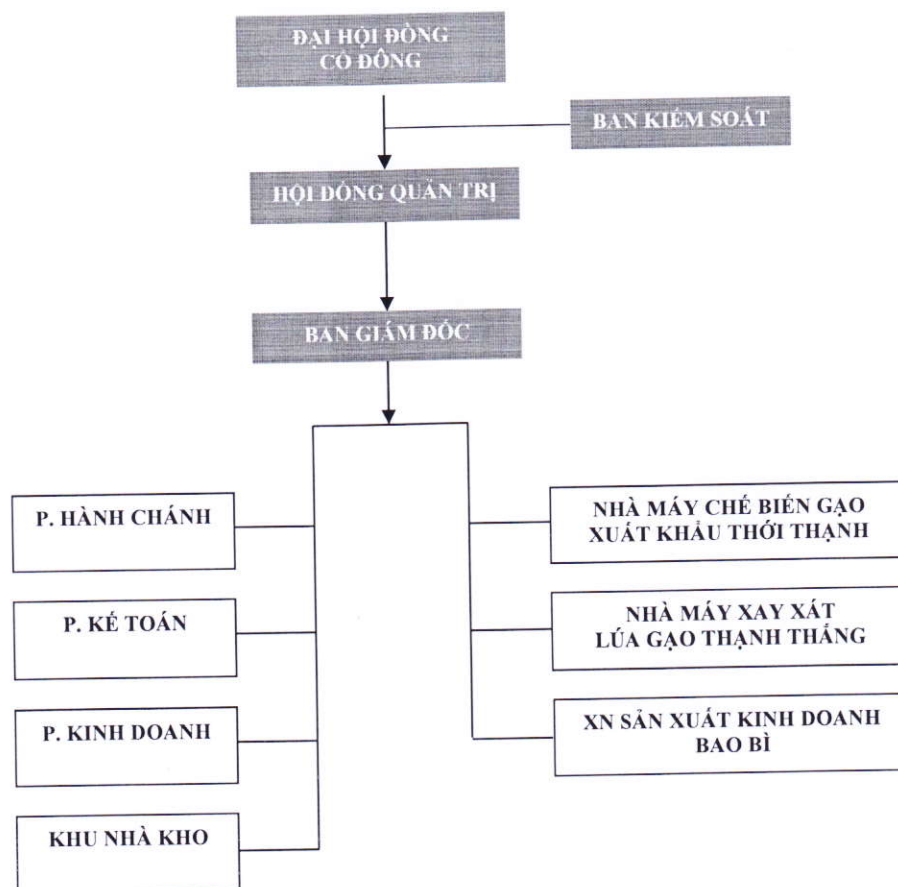 ĐẠI HỘI ĐỒNG
CỔ ĐÔNG
BAN KIỂM SOÁT
HỘI ĐỒNG QUẢN TRỊ
BAN GIÁM ĐỐC
P. HÀNH CHÁNH
P. KẾ TOÁN
P. KINH DOANH
KHU NHÀ KHO
NHÀ MÁY CHẾ BIẾN GẠO
XUẤT KHẨU THỚI THẠNH
NHÀ MÁY XAY XÁT
LÚA GẠO THẠNH THẮNG
XN SẢN XUẤT KINH DOANH
BAO BÌ